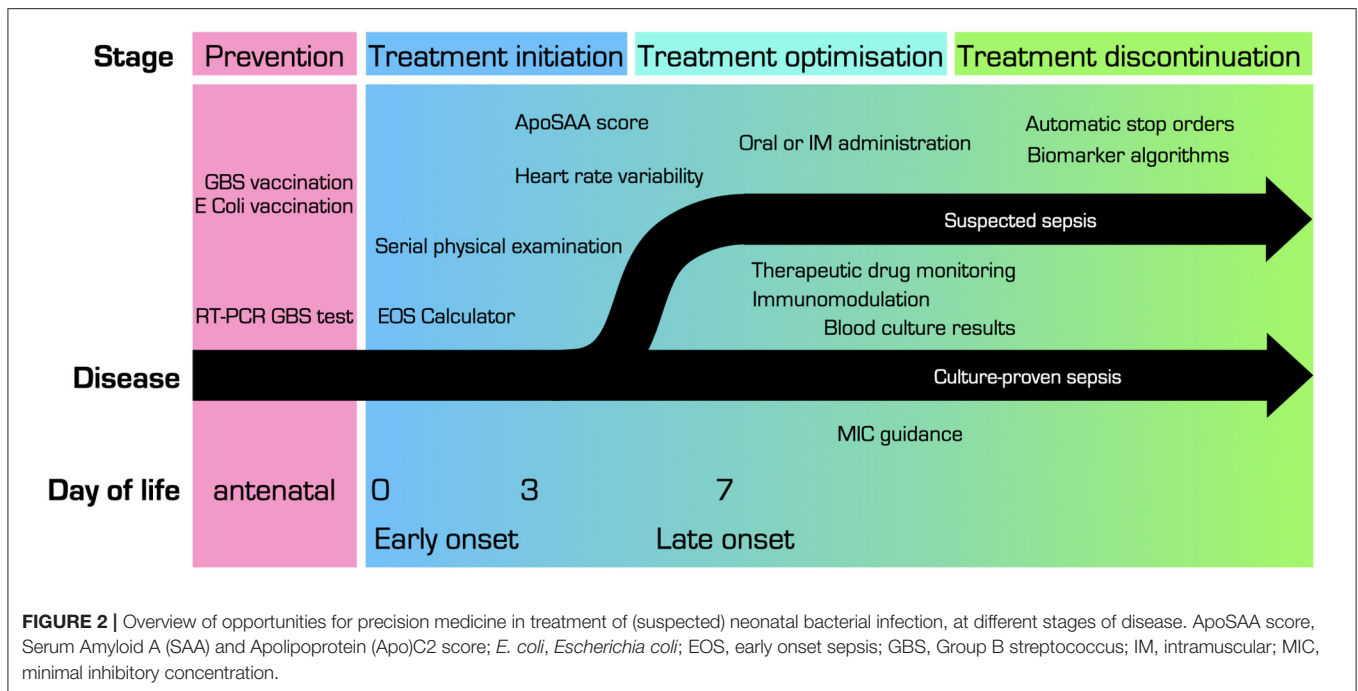 Stage Prevention Treatment initiation Treatment optimisation Treatment discontinuation
ApoSAA score
Heart rate variability
Oral or IM administration
Automatic stop orders
Biomarker algorithms
GBS vaccination
E Coli vaccination
Suspected sepsis
Serial physical examination
Therapeutic drug monitoring
Immunomodulation
Blood culture results
RT-PCR GBS test
EOS Calculator
Disease
Culture-proven sepsis
MIC guidance
Day of life antenatal 0 3 7
Early onset Late onset
FIGURE 2 | Overview of opportunities for precision medicine in treatment of (suspected) neonatal bacterial infection, at different stages of disease. ApoSAA score,
Serum Amyloid A (SAA) and Apolipoprotein (Apo)C2 score; E. coli, Escherichia coli; EOS, early onset sepsis; GBS, Group B streptococcus; IM, intramuscular; MIC,
minimal inhibitory concentration.